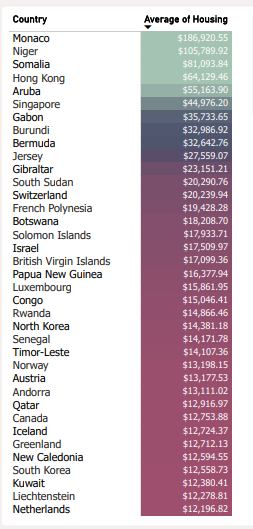 Country Average of Housing
Monaco $186,920.55
Niger $105,789.92
Somalia $81,093.84
Hong Kong $64,129.46
Aruba $55,163.90
Singapore $44,976.20
Gabon $35,733.65
Burundi $32,986.92
Bermuda $32,642.76
Jersey $27,559.07
Gibraltar $23,151.21
South Sudan $20,290.76
Switzerland $20,239.94
French Polynesia $19,428.28
Botswana $18,208.70
Solomon Islands $17,933.71
Israel $17,509.97
British Virgin Islands $17,099.36
Papua New Guinea $16,377.94
Luxembourg $15,861.95
Congo $15,046.41
Rwanda $14,866.46
North Korea $14,381.18
Senegal $14,171.78
Timor-Leste $14,107.36
Norway $13,198.15
Austria $13,177.53
Andorra $13,111.02
Qatar $12,916.97
Canada $12,753.88
Iceland $12,724.37
Greenland $12,712.13
New Caledonia $12,594.55
South Korea $12,558.73
Kuwait $12,380.41
Liechtenstein $12,278.81
Netherlands $12,196.82